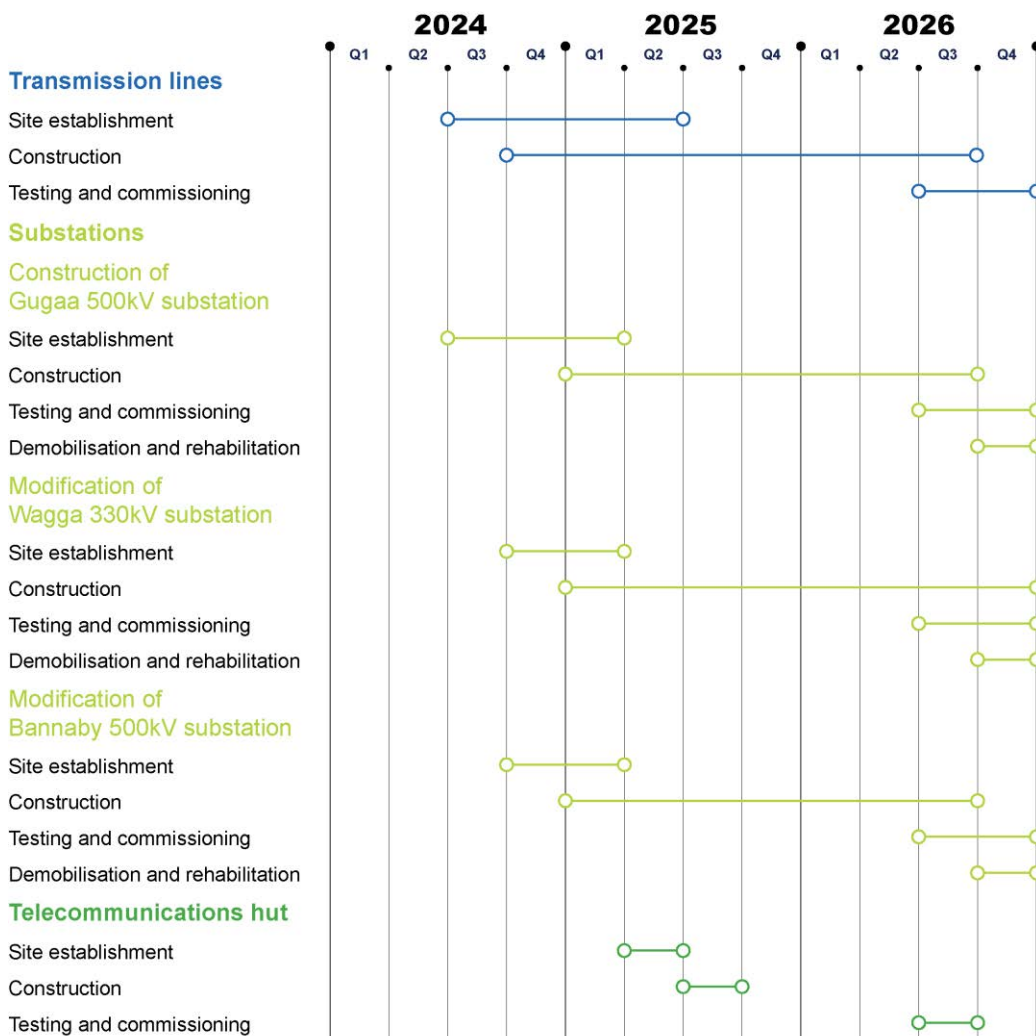 2024 2025 2026
Q1 Q2 Q3 Q4 Q1 Q2 Q3 Q4 Q1 Q2 Q3 Q4
Transmission lines
Site establishment
Construction
Testing and commissioning
Substations
Construction of
Gugaa 500kV substation
Site establishment
Construction
Testing and commissioning
Demobilisation and rehabilitation
Modification of
Wagga 330kV substation
Site establishment
Construction
Testing and commissioning
Demobilisation and rehabilitation
Modification of
Bannaby 500kV substation
Site establishment
Construction
Testing and commissioning
Demobilisation and rehabilitation
Telecommunications hut
Site establishment
Construction
Testing and commissioning